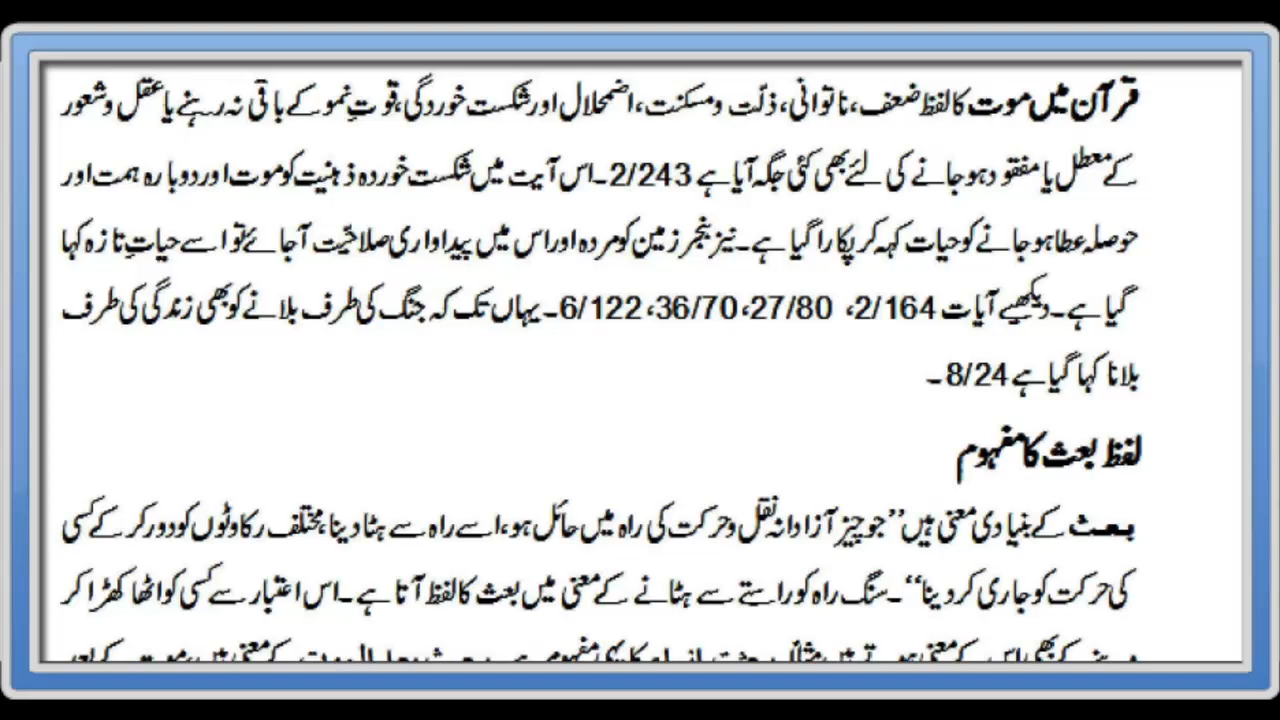 قرآن میں موت کا لفظ ضعف، ناتوانی، ذلّت و مسکنت، اضمحلال اور شکست خوردگی، قوتِ نمو کے باقی نہ رہنے یا عقل و شعور
کے معطل یا مفقود ہو جانے کی لئے بھی کئی جگہ آیا ہے 2/243۔اس آیت میں شکست خوردہ ذہنیت کو موت اور دوبارہ ہمت اور
حوصلہ عطا ہو جانے کو حیات کہہ کر پکارا گیا ہے۔ نیز بنجر زمین کو مردہ اور اس میں پیداواری صلاحیّت آ جائے تو اسے حیاتِ تازہ کہا
گیا ہے۔ دیکھیے آیات 2/164، 27/80، 36/70، 6/122۔ یہاں تک کہ جنگ کی طرف بلانے کو بھی زندگی کی طرف
بلانا کہا گیا ہے 8/24 ۔
لفظ بعث کا مفہوم
بعث کے بنیادی معنی ہیں ’’جو چیز آزادانہ نقل و حرکت کی راہ میں حائل ہو، اسے راہ سے ہٹا دینا، مختلف رکاوٹوں کو دور کر کے کسی
کی حرکت کو جاری کر دینا‘‘۔ سنگ راہ کو راستے سے ہٹانے کے معنی میں بعث کا لفظ آتا ہے۔ اس اعتبار سے کسی کو اٹھا کھڑا کر